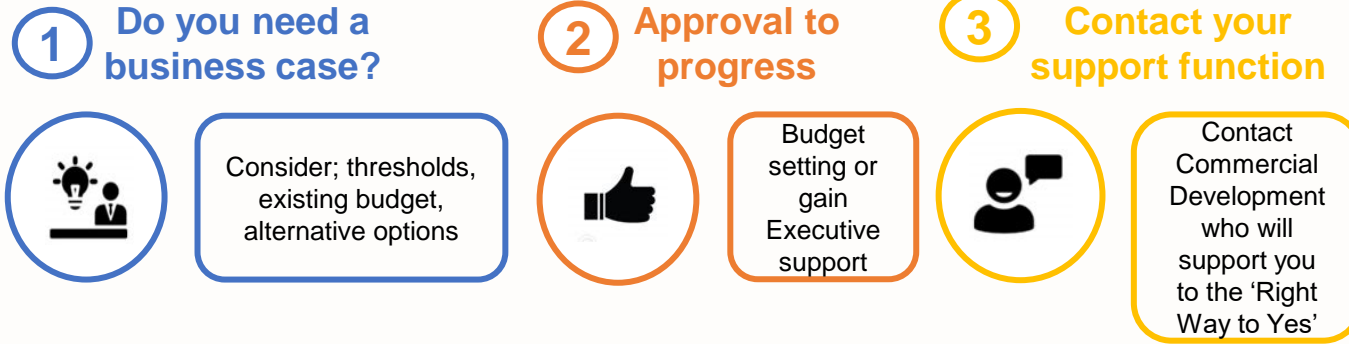 1
Do you need a
business case?
Consider; thresholds,
existing budget,
alternative options
2
Approval to
progress
Budget
setting or
gain
Executive
support
3
Contact your
support function
Contact
Commercial
Development
who will
support you
to the ‘Right
Way to Yes’